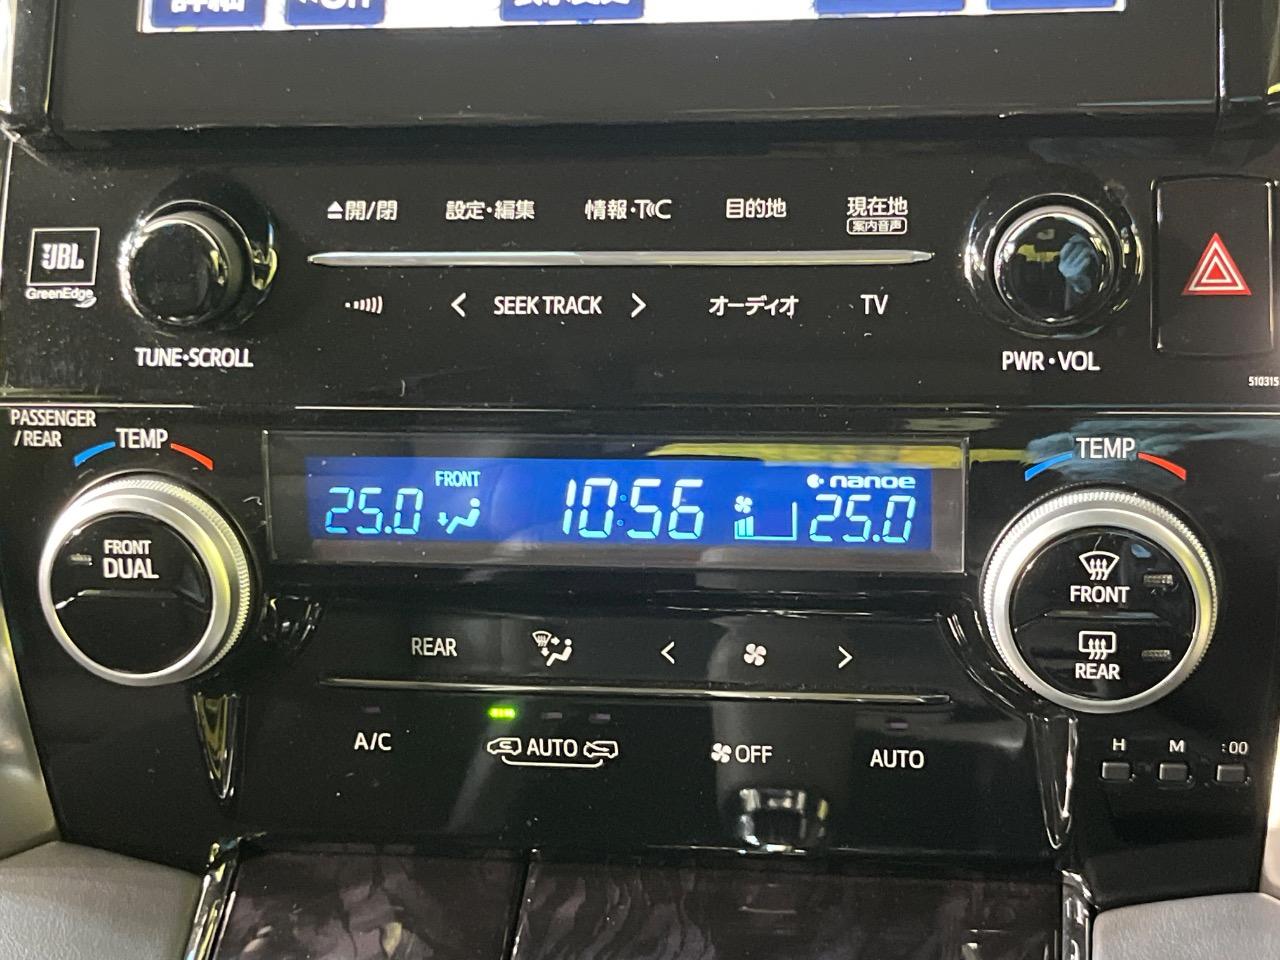 詳細
開/閉
設定・編集
情報・T C
目的地
現在地
案内音声
JBL
GreenEdge
< SEEK TRACK >
オーディオ
TV
TUNE・SCROLL
PWR・VOL
510315
PASSENGER
/REAR
TEMP
TEMP
FRONT
nanoe
25.0
10:56
25.0
FRONT
DUAL
FRONT
REAR
REAR
< >
A/C
AUTO
OFF
AUTO
H
M
:00